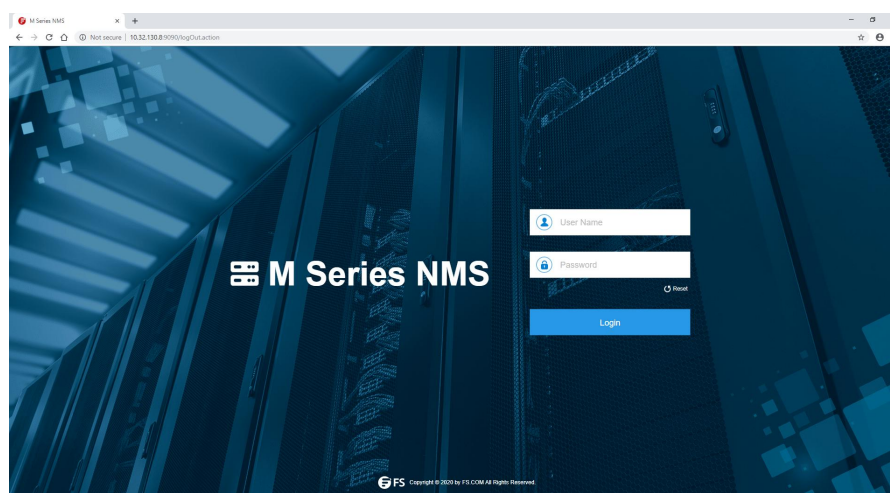 M Series NMS
Not secure | 10.32.130.8:9090/logOut.action
User Name
M Series NMS
Password
Reset
Login
FS Copyright © 2020 by FS.COM All Rights Reserved.